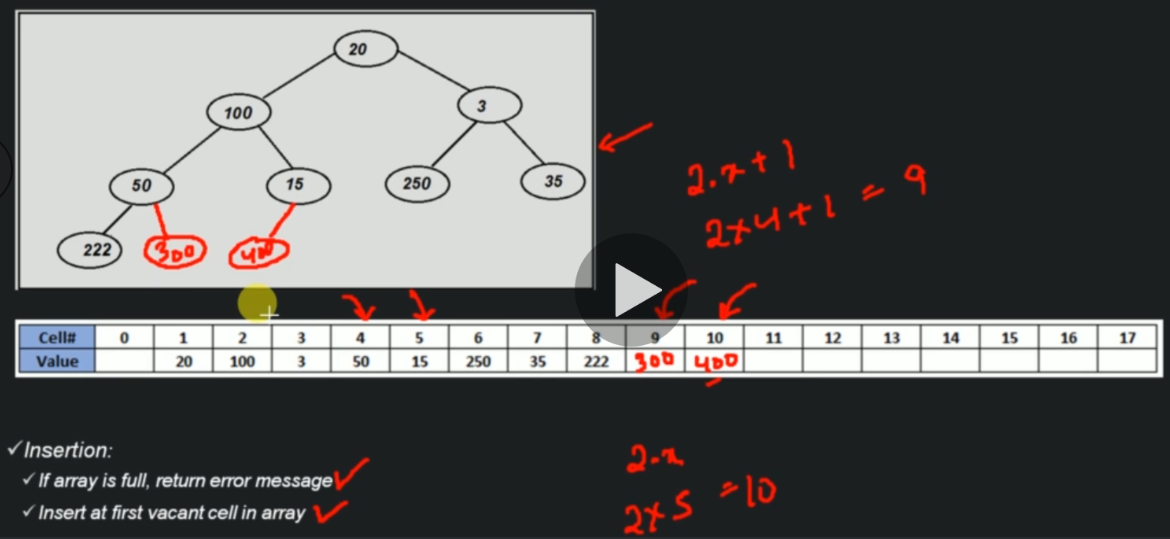 20
100
3
50
15
250
35
222
300
400
2.x+1
2x4+1 = 9
Cell# 0 1 2 3 4 5 6 7 8 9 10 11 12 13 14 15 16 17
Value 20 100 3 50 15 250 35 222 300 400
✓Insertion:
✓ If array is full, return error message
✓ Insert at first vacant cell in array
2.x
2x5 =10